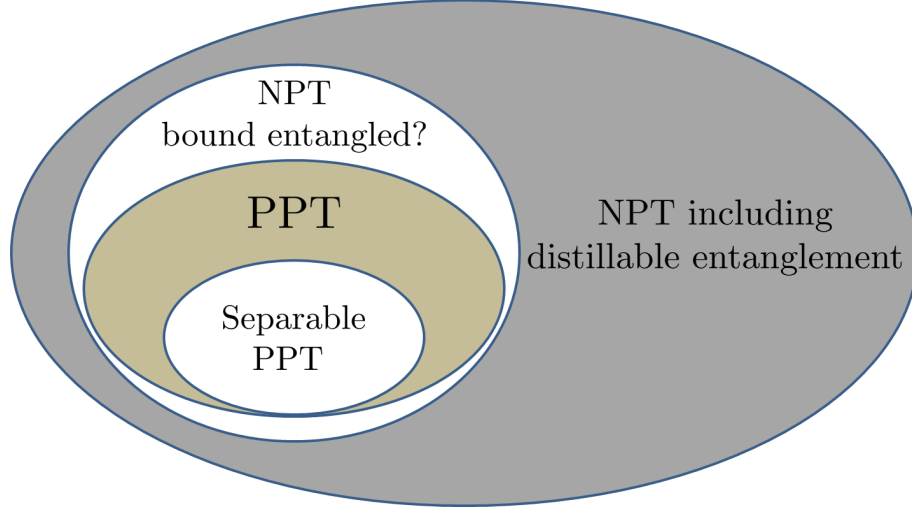 NPT
bound entangled?
PPT
NPT including
distillable entanglement
Separable
PPT